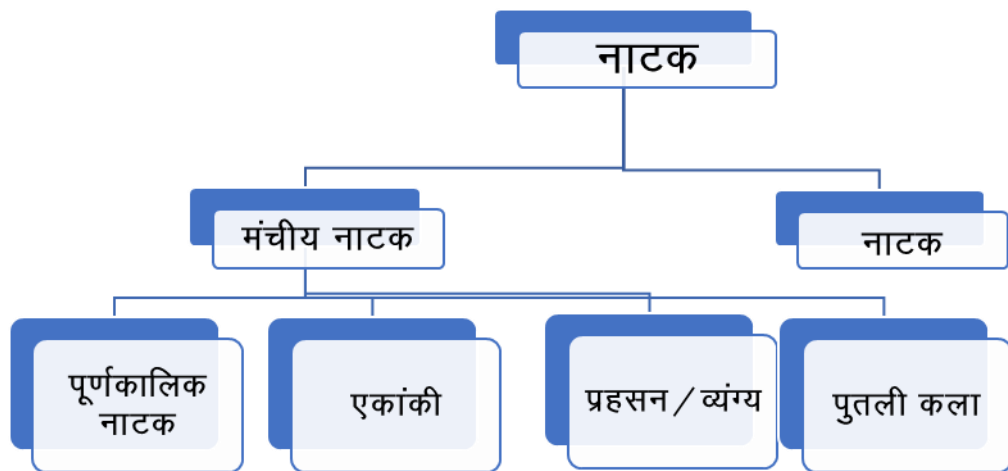 नाटक
मंचीय नाटक
नाटक
पूर्णकालिक
नाटक
एकांकी
प्रहसन/व्यंग्य
पुतली कला